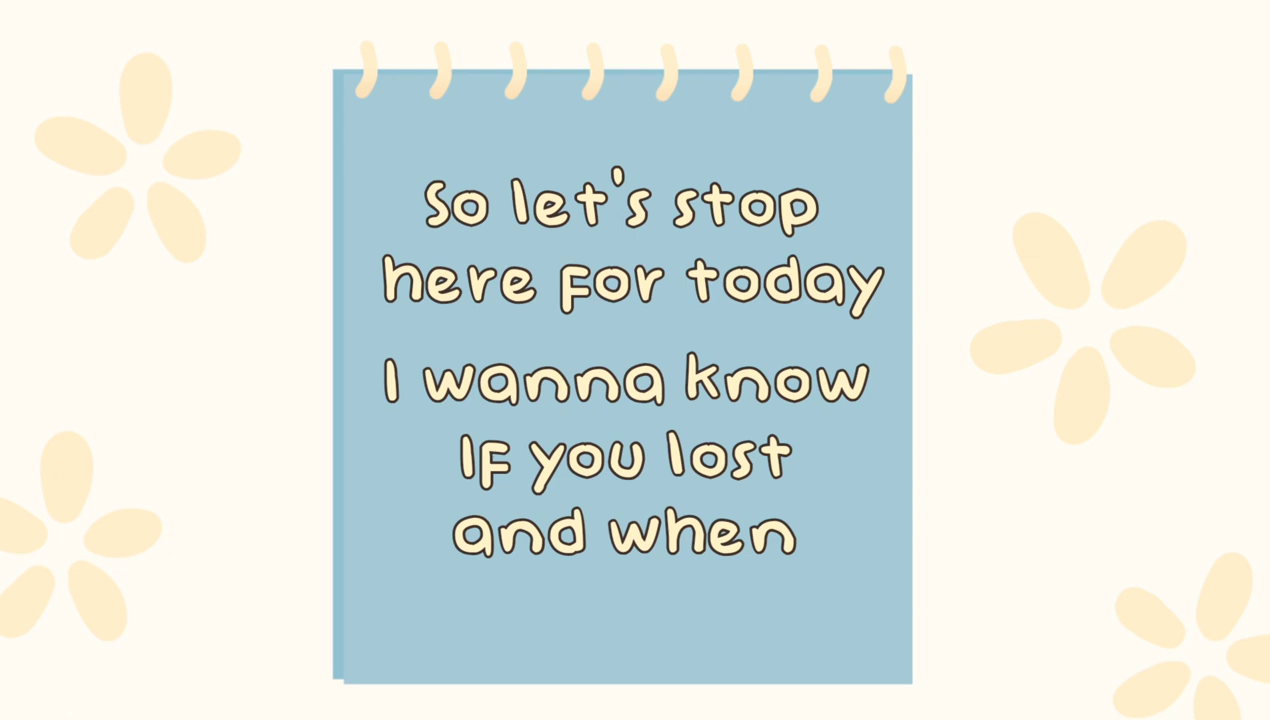 So let's stop
here for today
I wanna know
If you lost
and when